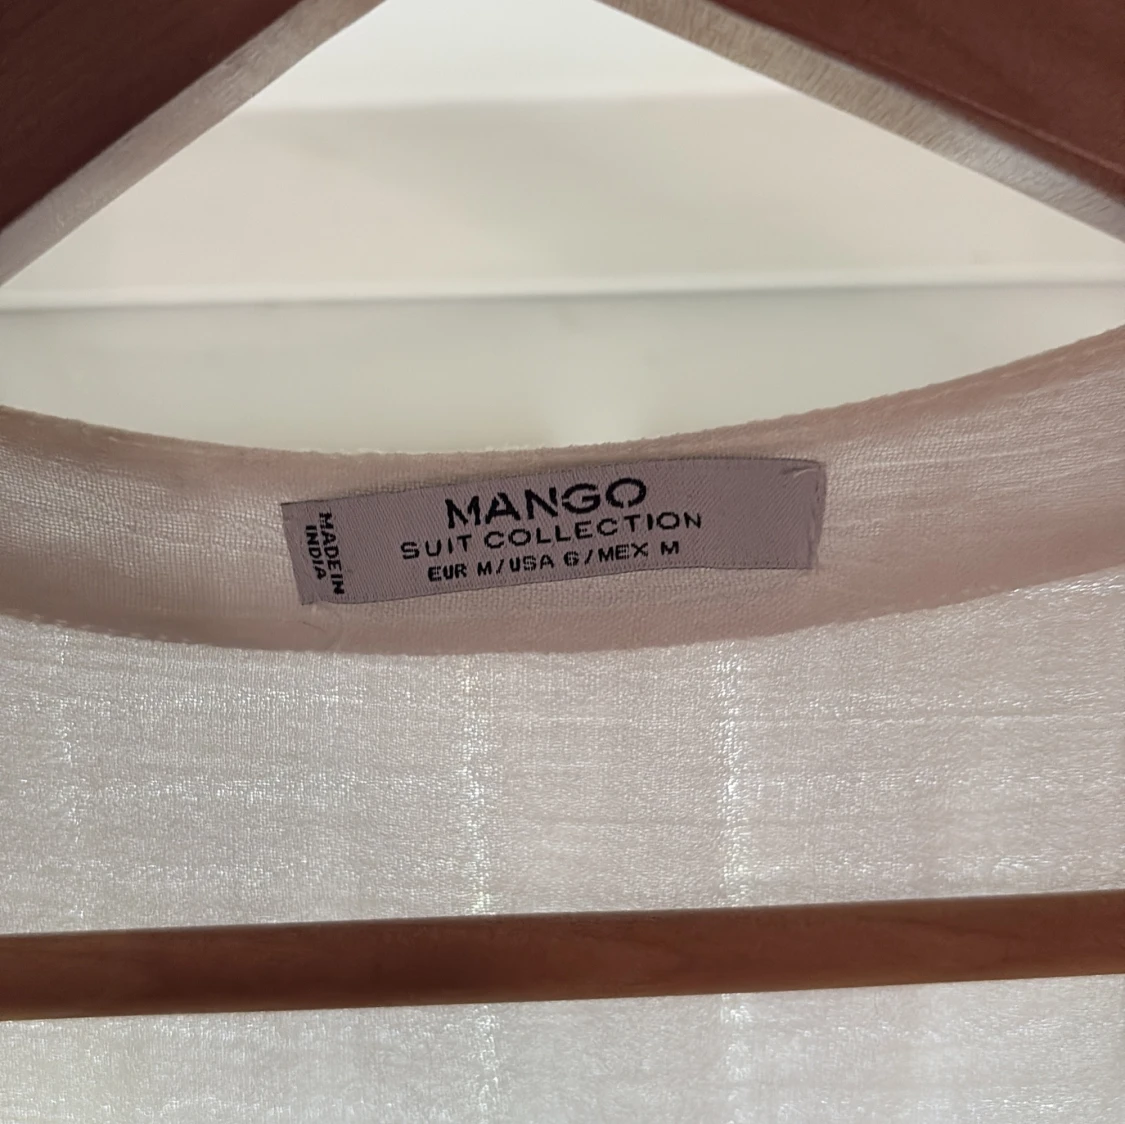 MANGO
SUIT COLLECTION
EUR M/USA 6/MEX M
MADE IN
INDIA